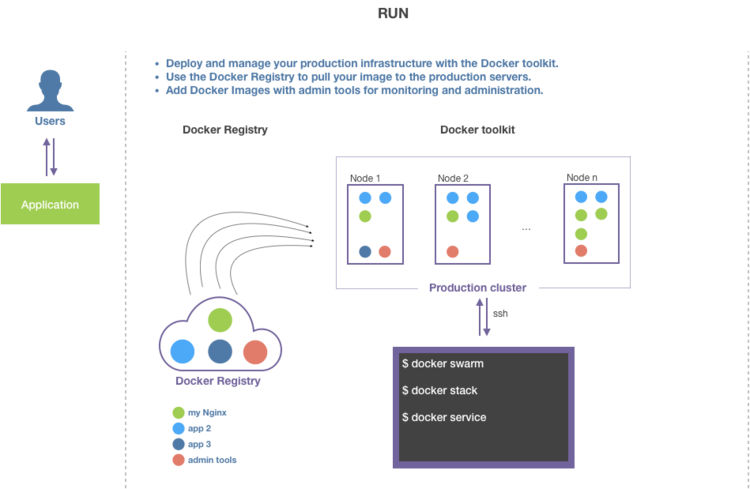 RUN
• Deploy and manage your production infrastructure with the Docker toolkit.
• Use the Docker Registry to pull your image to the production servers.
• Add Docker Images with admin tools for monitoring and administration.
Users
Application
Docker Registry
Docker toolkit
Node 1
Node 2
Node n
...
Production cluster
ssh
Docker Registry
my Nginx
app 2
app 3
admin tools
$ docker swarm
$ docker stack
$ docker service